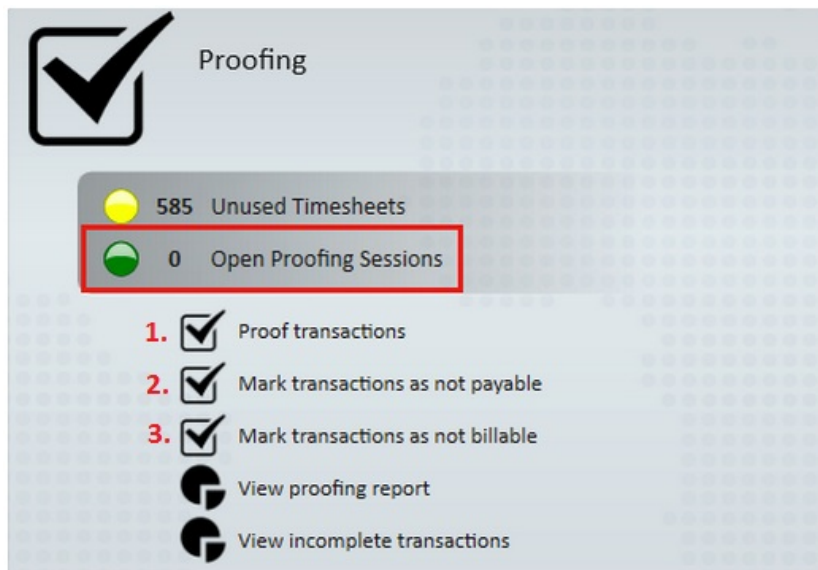 Proofing
585 Unused Timesheets
0 Open Proofing Sessions
1. Proof transactions
2. Mark transactions as not payable
3. Mark transactions as not billable
View proofing report
View incomplete transactions